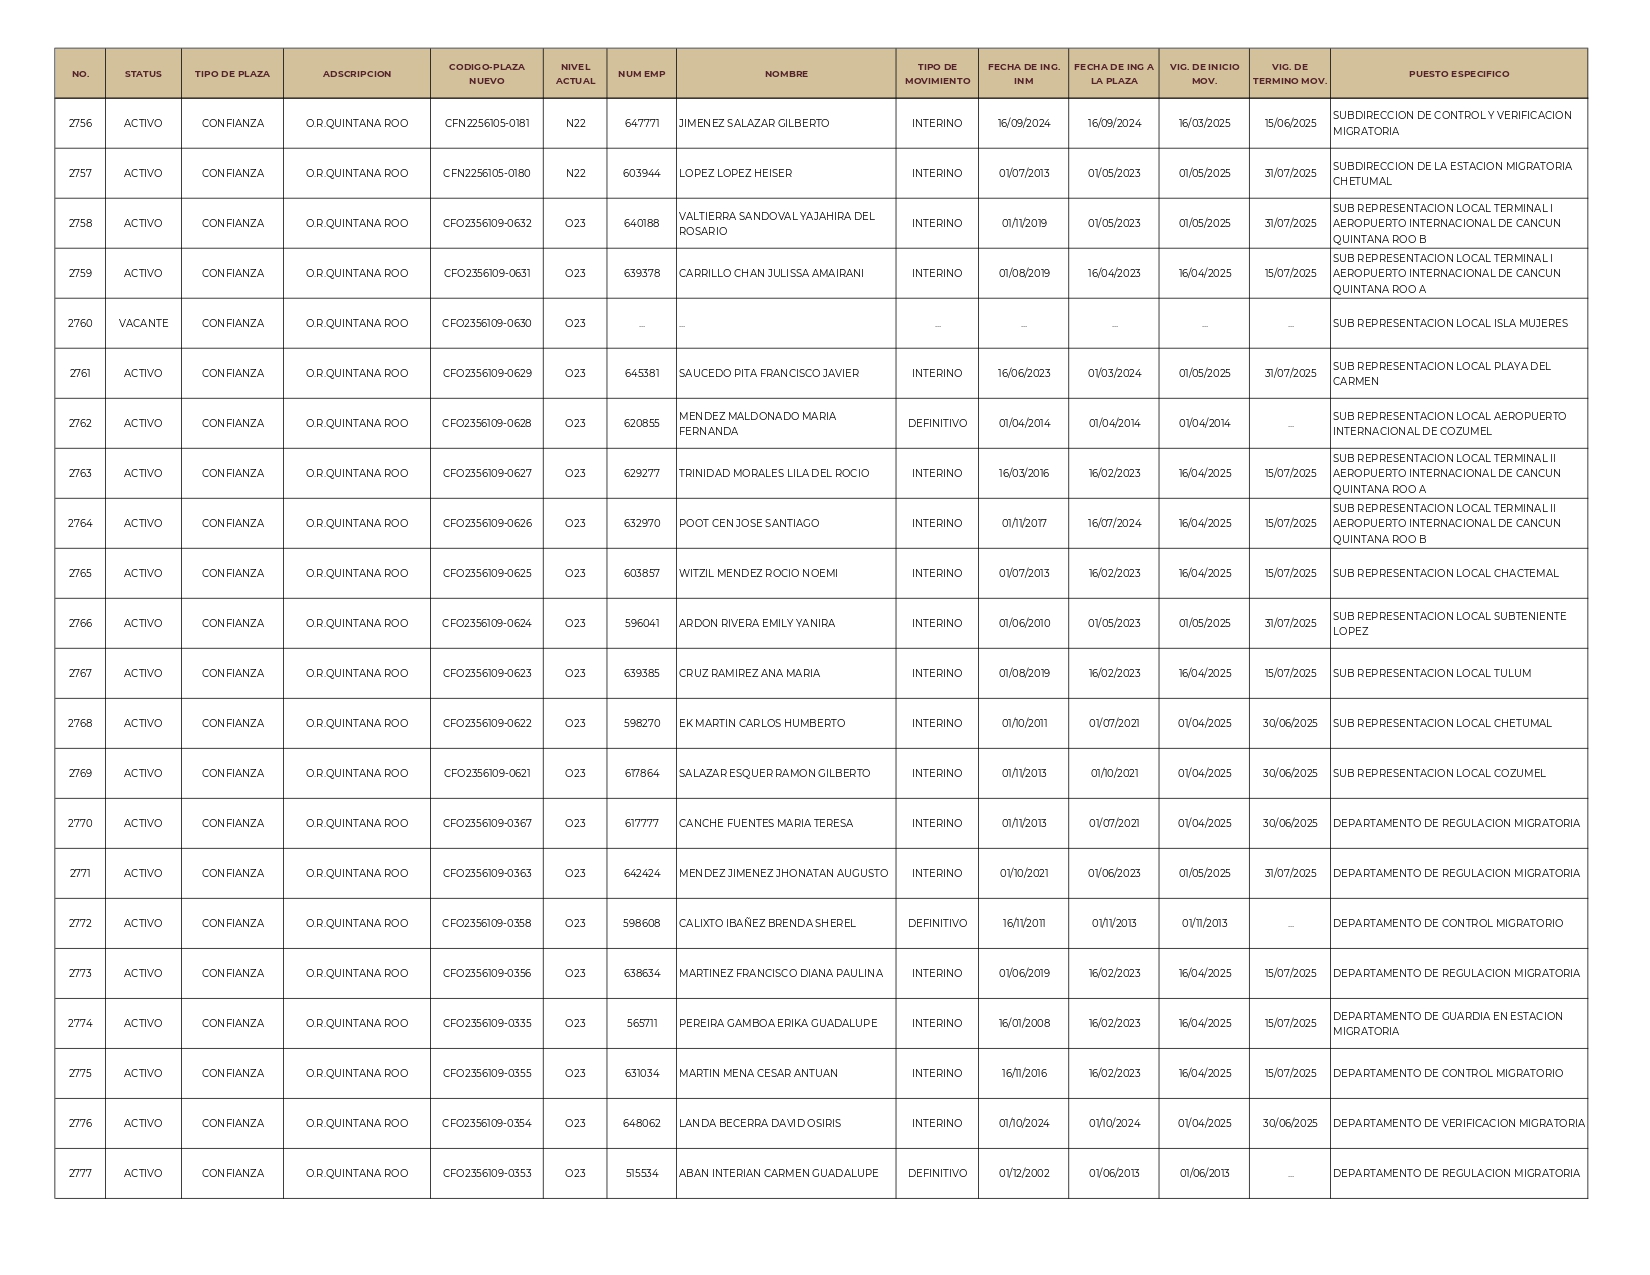 NO. STATUS TIPO DE PLAZA ADSCRIPCION CODIGO-PLAZA NUEVO NIVEL ACTUAL NUM EMP NOMBRE TIPO DE MOVIMIENTO FECHA DE ING. INM FECHA DE ING A LA PLAZA VIG. DE INICIO MOV. VIG. DE TERMINO MOV. PUESTO ESPECIFICO
2756 ACTIVO CONFIANZA O.R.QUINTANA ROO CFN2256105-0181 N22 647771 JIMENEZ SALAZAR GILBERTO INTERINO 16/09/2024 16/09/2024 16/03/2025 15/06/2025 SUBDIRECCION DE CONTROL Y VERIFICACION MIGRATORIA
2757 ACTIVO CONFIANZA O.R.QUINTANA ROO CFN2256105-0180 N22 603944 LOPEZ LOPEZ HEISER INTERINO 01/07/2013 01/05/2023 01/05/2025 31/07/2025 SUBDIRECCION DE LA ESTACION MIGRATORIA CHETUMAL
2758 ACTIVO CONFIANZA O.R.QUINTANA ROO CFO2356109-0632 O23 640188 VALTIERRA SANDOVAL YAJAHIRA DEL ROSARIO INTERINO 01/11/2019 01/05/2023 01/05/2025 31/07/2025 SUB REPRESENTACION LOCAL TERMINAL I AEROPUERTO INTERNACIONAL DE CANCUN QUINTANA ROO B
2759 ACTIVO CONFIANZA O.R.QUINTANA ROO CFO2356109-0631 O23 639378 CARRILLO CHAN JULISSA AMAIRANI INTERINO 01/08/2019 16/04/2023 16/04/2025 15/07/2025 SUB REPRESENTACION LOCAL TERMINAL I AEROPUERTO INTERNACIONAL DE CANCUN QUINTANA ROO A
2760 VACANTE CONFIANZA O.R.QUINTANA ROO CFO2356109-0630 O23 ... ... ... ... ... ... ... SUB REPRESENTACION LOCAL ISLA MUJERES
2761 ACTIVO CONFIANZA O.R.QUINTANA ROO CFO2356109-0629 O23 645381 SAUCEDO PITA FRANCISCO JAVIER INTERINO 16/06/2023 01/03/2024 01/05/2025 31/07/2025 SUB REPRESENTACION LOCAL PLAYA DEL CARMEN
2762 ACTIVO CONFIANZA O.R.QUINTANA ROO CFO2356109-0628 O23 620855 MENDEZ MALDONADO MARIA FERNANDA DEFINITIVO 01/04/2014 01/04/2014 01/04/2014 ... SUB REPRESENTACION LOCAL AEROPUERTO INTERNACIONAL DE COZUMEL
2763 ACTIVO CONFIANZA O.R.QUINTANA ROO CFO2356109-0627 O23 629277 TRINIDAD MORALES LILA DEL ROCIO INTERINO 16/03/2016 16/02/2023 16/04/2025 15/07/2025 SUB REPRESENTACION LOCAL TERMINAL II AEROPUERTO INTERNACIONAL DE CANCUN QUINTANA ROO A
2764 ACTIVO CONFIANZA O.R.QUINTANA ROO CFO2356109-0626 O23 632970 POOT CEN JOSE SANTIAGO INTERINO 01/11/2017 16/07/2024 16/04/2025 15/07/2025 SUB REPRESENTACION LOCAL TERMINAL II AEROPUERTO INTERNACIONAL DE CANCUN QUINTANA ROO B
2765 ACTIVO CONFIANZA O.R.QUINTANA ROO CFO2356109-0625 O23 603857 WITZIL MENDEZ ROCIO NOEMI INTERINO 01/07/2013 16/02/2023 16/04/2025 15/07/2025 SUB REPRESENTACION LOCAL CHACTEMAL
2766 ACTIVO CONFIANZA O.R.QUINTANA ROO CFO2356109-0624 O23 596041 ARDON RIVERA EMILY YANIRA INTERINO 01/06/2010 01/05/2023 01/05/2025 31/07/2025 SUB REPRESENTACION LOCAL SUBTENIENTE LOPEZ
2767 ACTIVO CONFIANZA O.R.QUINTANA ROO CFO2356109-0623 O23 639385 CRUZ RAMIREZ ANA MARIA INTERINO 01/08/2019 16/02/2023 16/04/2025 15/07/2025 SUB REPRESENTACION LOCAL TULUM
2768 ACTIVO CONFIANZA O.R.QUINTANA ROO CFO2356109-0622 O23 598270 EK MARTIN CARLOS HUMBERTO INTERINO 01/10/2011 01/07/2021 01/04/2025 30/06/2025 SUB REPRESENTACION LOCAL CHETUMAL
2769 ACTIVO CONFIANZA O.R.QUINTANA ROO CFO2356109-0621 O23 617864 SALAZAR ESQUER RAMON GILBERTO INTERINO 01/11/2013 01/10/2021 01/04/2025 30/06/2025 SUB REPRESENTACION LOCAL COZUMEL
2770 ACTIVO CONFIANZA O.R.QUINTANA ROO CFO2356109-0367 O23 617777 CANCHE FUENTES MARIA TERESA INTERINO 01/11/2013 01/07/2021 01/04/2025 30/06/2025 DEPARTAMENTO DE REGULACION MIGRATORIA
2771 ACTIVO CONFIANZA O.R.QUINTANA ROO CFO2356109-0363 O23 642424 MENDEZ JIMENEZ JHONATAN AUGUSTO INTERINO 01/10/2021 01/06/2023 01/05/2025 31/07/2025 DEPARTAMENTO DE REGULACION MIGRATORIA
2772 ACTIVO CONFIANZA O.R.QUINTANA ROO CFO2356109-0358 O23 598608 CALIXTO IBAÑEZ BRENDA SHEREL DEFINITIVO 16/11/2011 01/11/2013 01/11/2013 ... DEPARTAMENTO DE CONTROL MIGRATORIO
2773 ACTIVO CONFIANZA O.R.QUINTANA ROO CFO2356109-0356 O23 638634 MARTINEZ FRANCISCO DIANA PAULINA INTERINO 01/06/2019 16/02/2023 16/04/2025 15/07/2025 DEPARTAMENTO DE REGULACION MIGRATORIA
2774 ACTIVO CONFIANZA O.R.QUINTANA ROO CFO2356109-0335 O23 565711 PEREIRA GAMBOA ERIKA GUADALUPE INTERINO 16/01/2008 16/02/2023 16/04/2025 15/07/2025 DEPARTAMENTO DE GUARDIA EN ESTACION MIGRATORIA
2775 ACTIVO CONFIANZA O.R.QUINTANA ROO CFO2356109-0355 O23 631034 MARTIN MENA CESAR ANTUAN INTERINO 16/11/2016 16/02/2023 16/04/2025 15/07/2025 DEPARTAMENTO DE CONTROL MIGRATORIO
2776 ACTIVO CONFIANZA O.R.QUINTANA ROO CFO2356109-0354 O23 648062 LANDA BECERRA DAVID OSIRIS INTERINO 01/10/2024 01/10/2024 01/04/2025 30/06/2025 DEPARTAMENTO DE VERIFICACION MIGRATORIA
2777 ACTIVO CONFIANZA O.R.QUINTANA ROO CFO2356109-0353 O23 515534 ABAN INTERIAN CARMEN GUADALUPE DEFINITIVO 01/12/2002 01/06/2013 01/06/2013 ... DEPARTAMENTO DE REGULACION MIGRATORIA